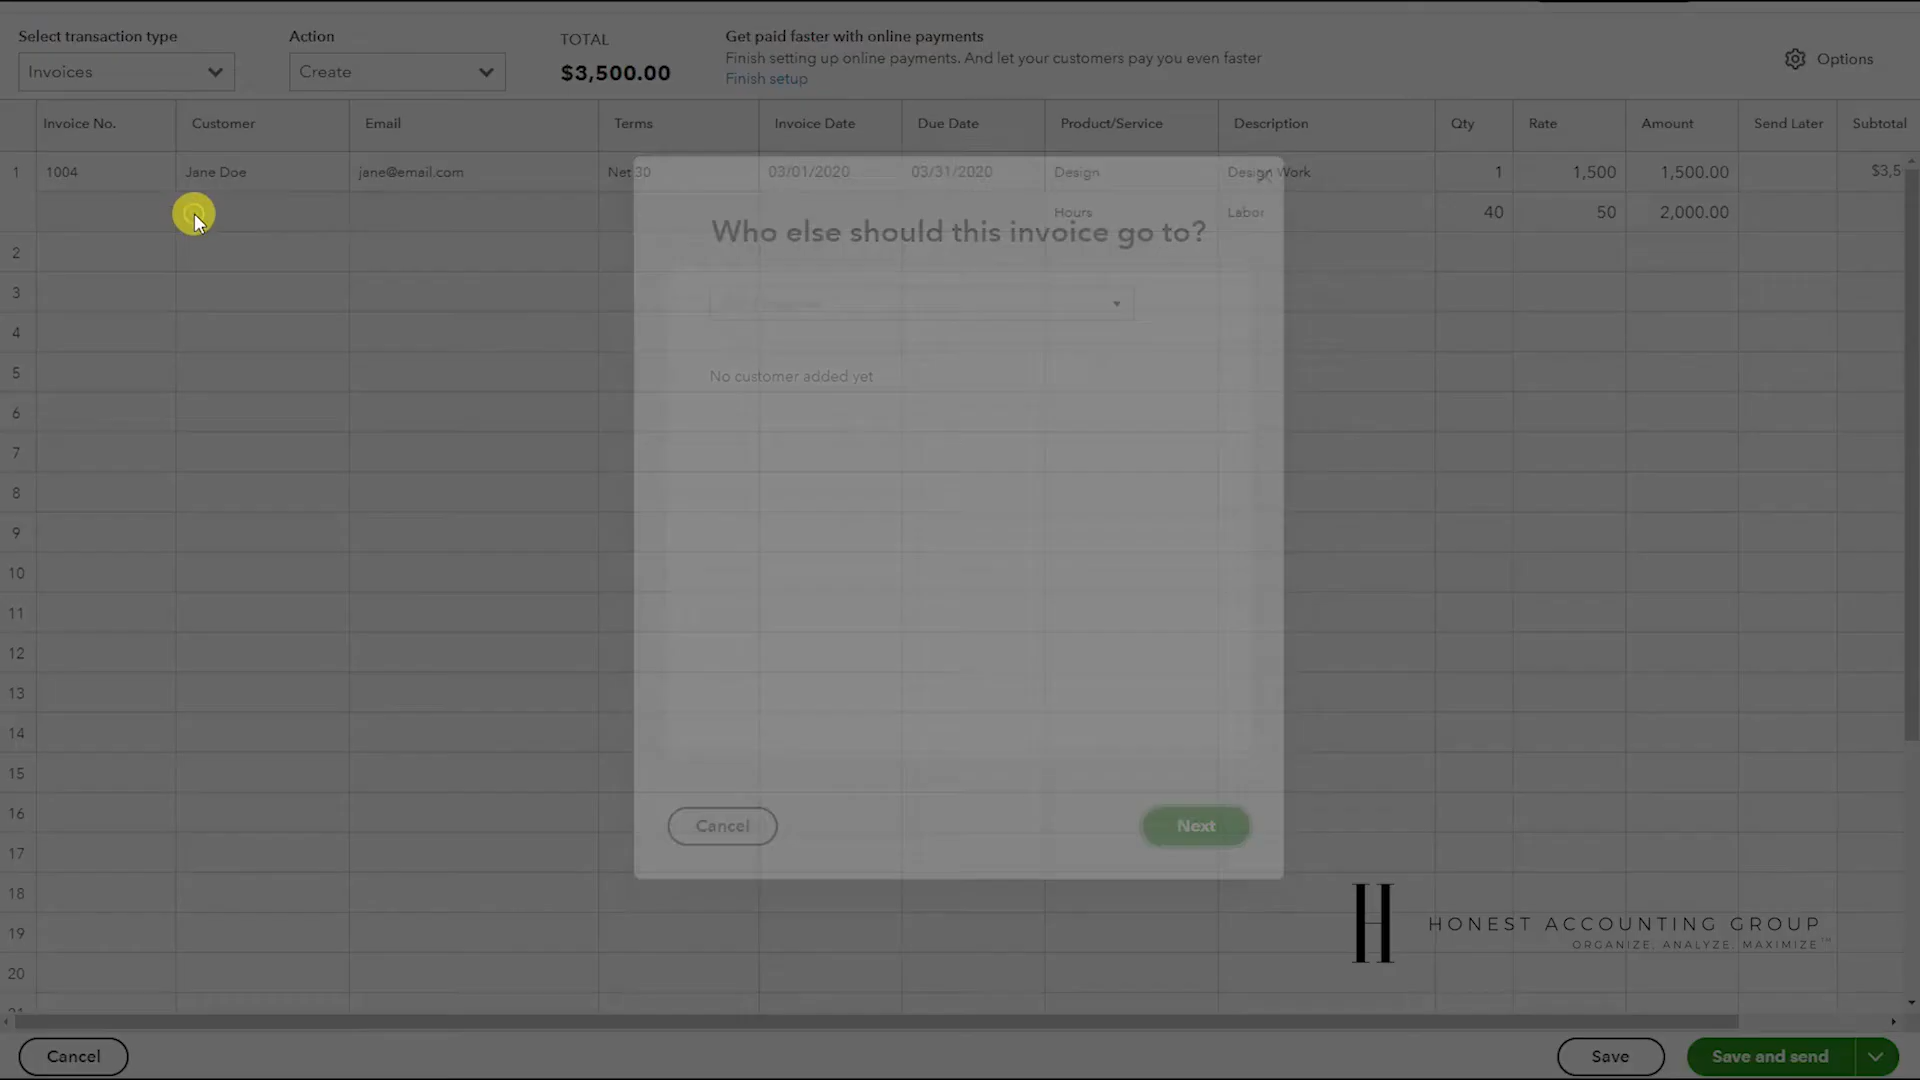 Select transaction type
Action
TOTAL
Get paid faster with online payments
Invoices
Create
$3,500.00
Finish setting up online payments. And let your customers pay you even faster
Finish setup
Options
Invoice No. Customer Email Terms Invoice Date Due Date Product/Service Description Qty Rate Amount Send Later Subtotal
1 1004 Jane Doe jane@email.com Net 30 03/01/2020 03/31/2020 Design Design Work 1 1,500 1,500.00 $3,5
Hours Labor 40 50 2,000.00
Who else should this invoice go to?
No customer added yet
Cancel
Next
2
3
4
5
6
7
8
9
10
11
12
13
14
15
16
17
18
19
20
HONEST ACCOUNTING GROUP
ORGANIZE. ANALYZE. MAXIMIZE™
Cancel
Save
Save and send